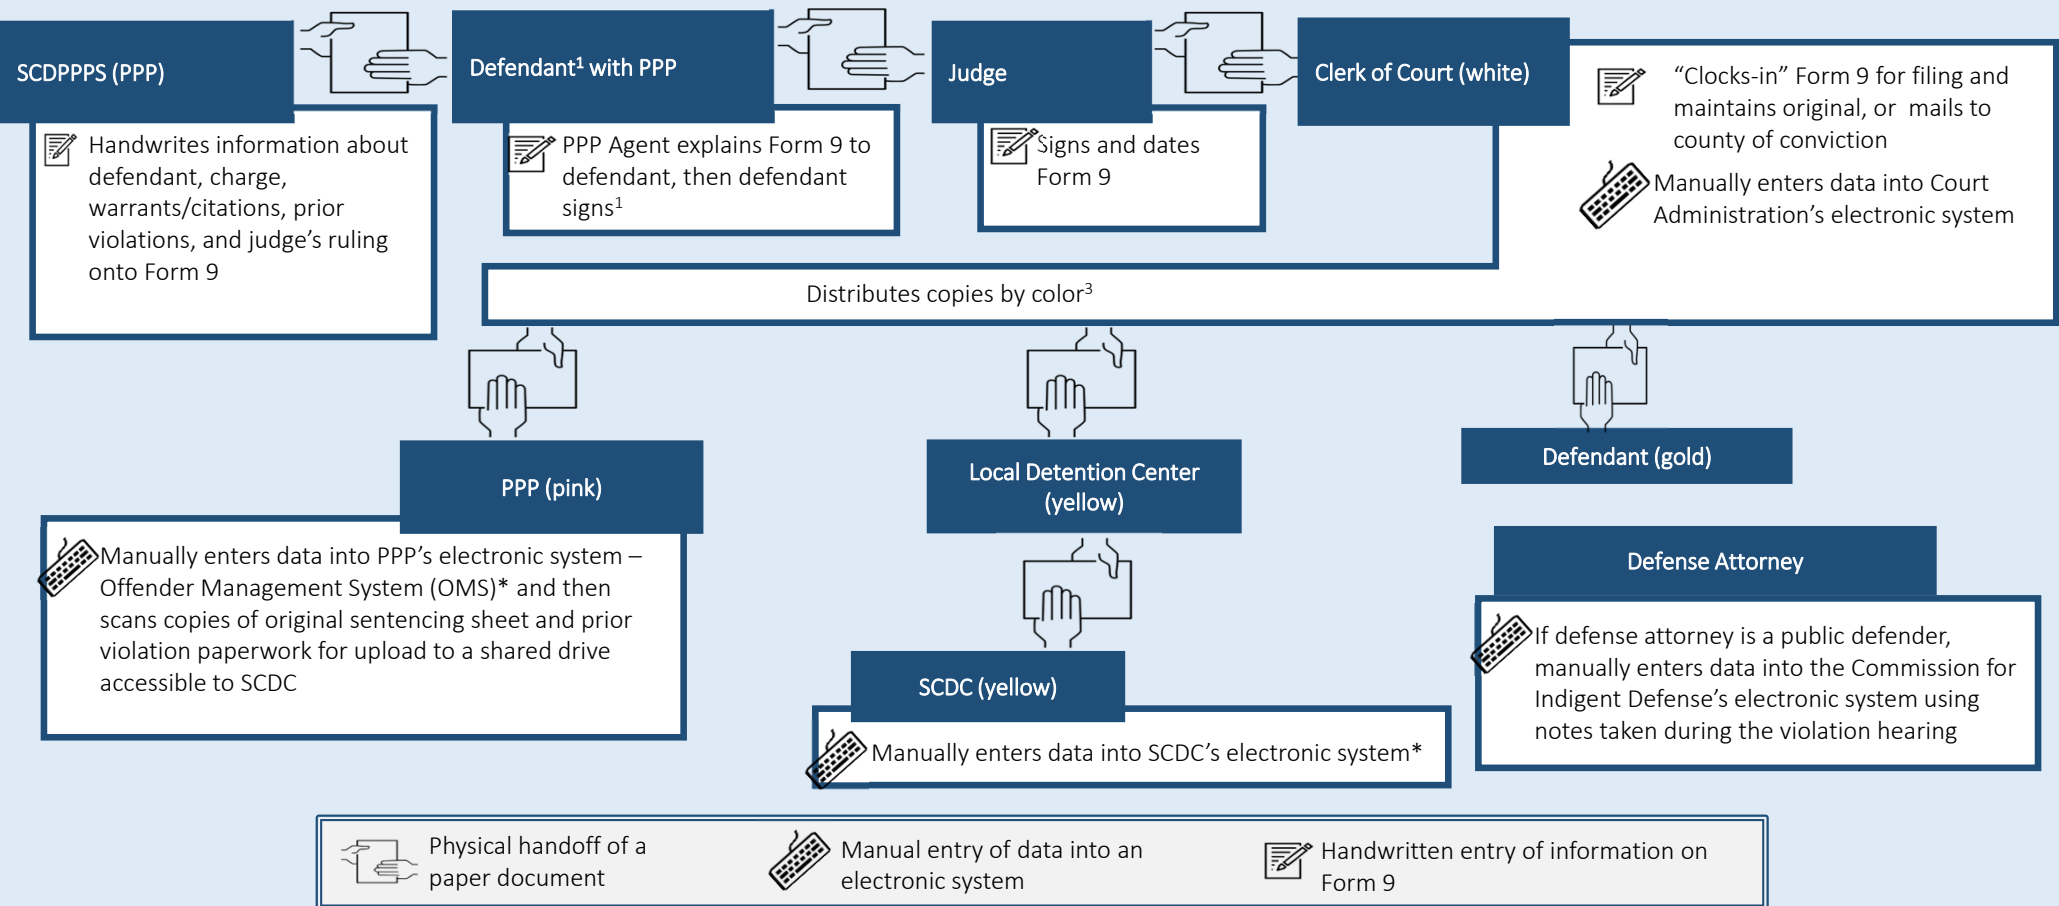 SCDPPPS (PPP)
Handwrites information about
defendant, charge,
warrants/citations, prior
violations, and judge’s ruling
onto Form 9
Defendant¹ with PPP
PPP Agent explains Form 9 to
defendant, then defendant
signs¹
Judge
Signs and dates
Form 9
Clerk of Court (white)
“Clocks-in” Form 9 for filing and
maintains original, or mails to
county of conviction
Manually enters data into Court
Administration’s electronic system
Distributes copies by color³
PPP (pink)
Manually enters data into PPP’s electronic system –
Offender Management System (OMS)* and then
scans copies of original sentencing sheet and prior
violation paperwork for upload to a shared drive
accessible to SCDC
Local Detention Center
(yellow)
SCDC (yellow)
Manually enters data into SCDC’s electronic system*
Defendant (gold)
Defense Attorney
If defense attorney is a public defender,
manually enters data into the Commission for
Indigent Defense’s electronic system using
notes taken during the violation hearing
Physical handoff of a
paper document
Manual entry of data into an
electronic system
Handwritten entry of information on
Form 9